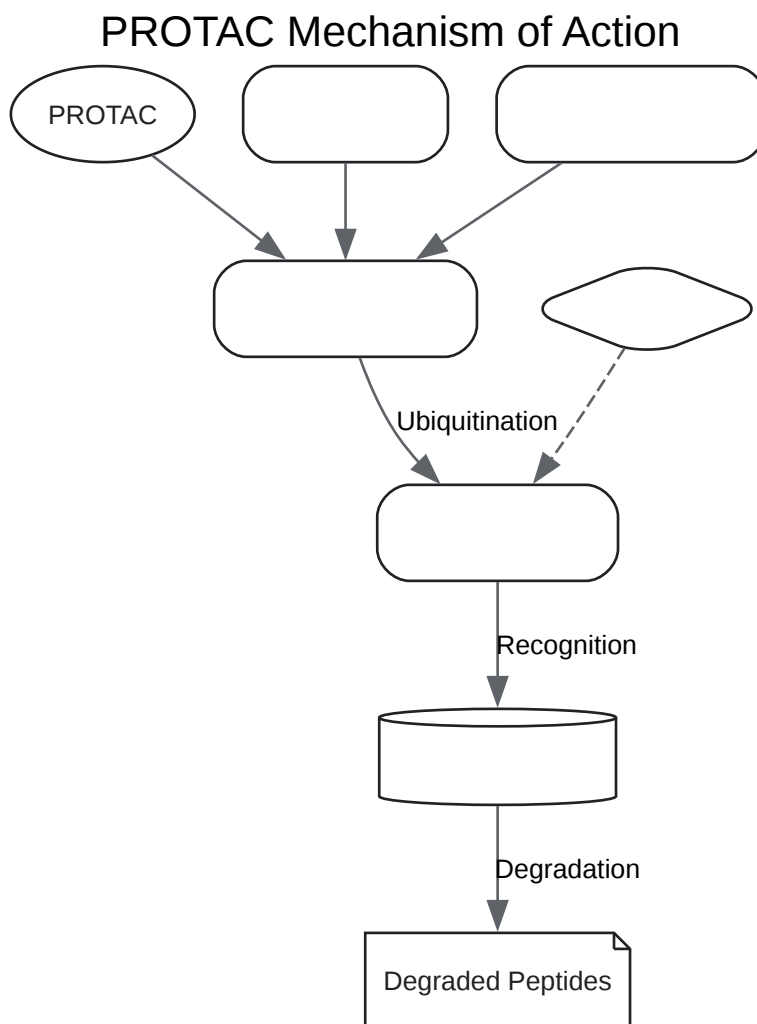 PROTAC Mechanism of Action
PROTAC
Ubiquitination
Recognition
Degradation
Degraded Peptides